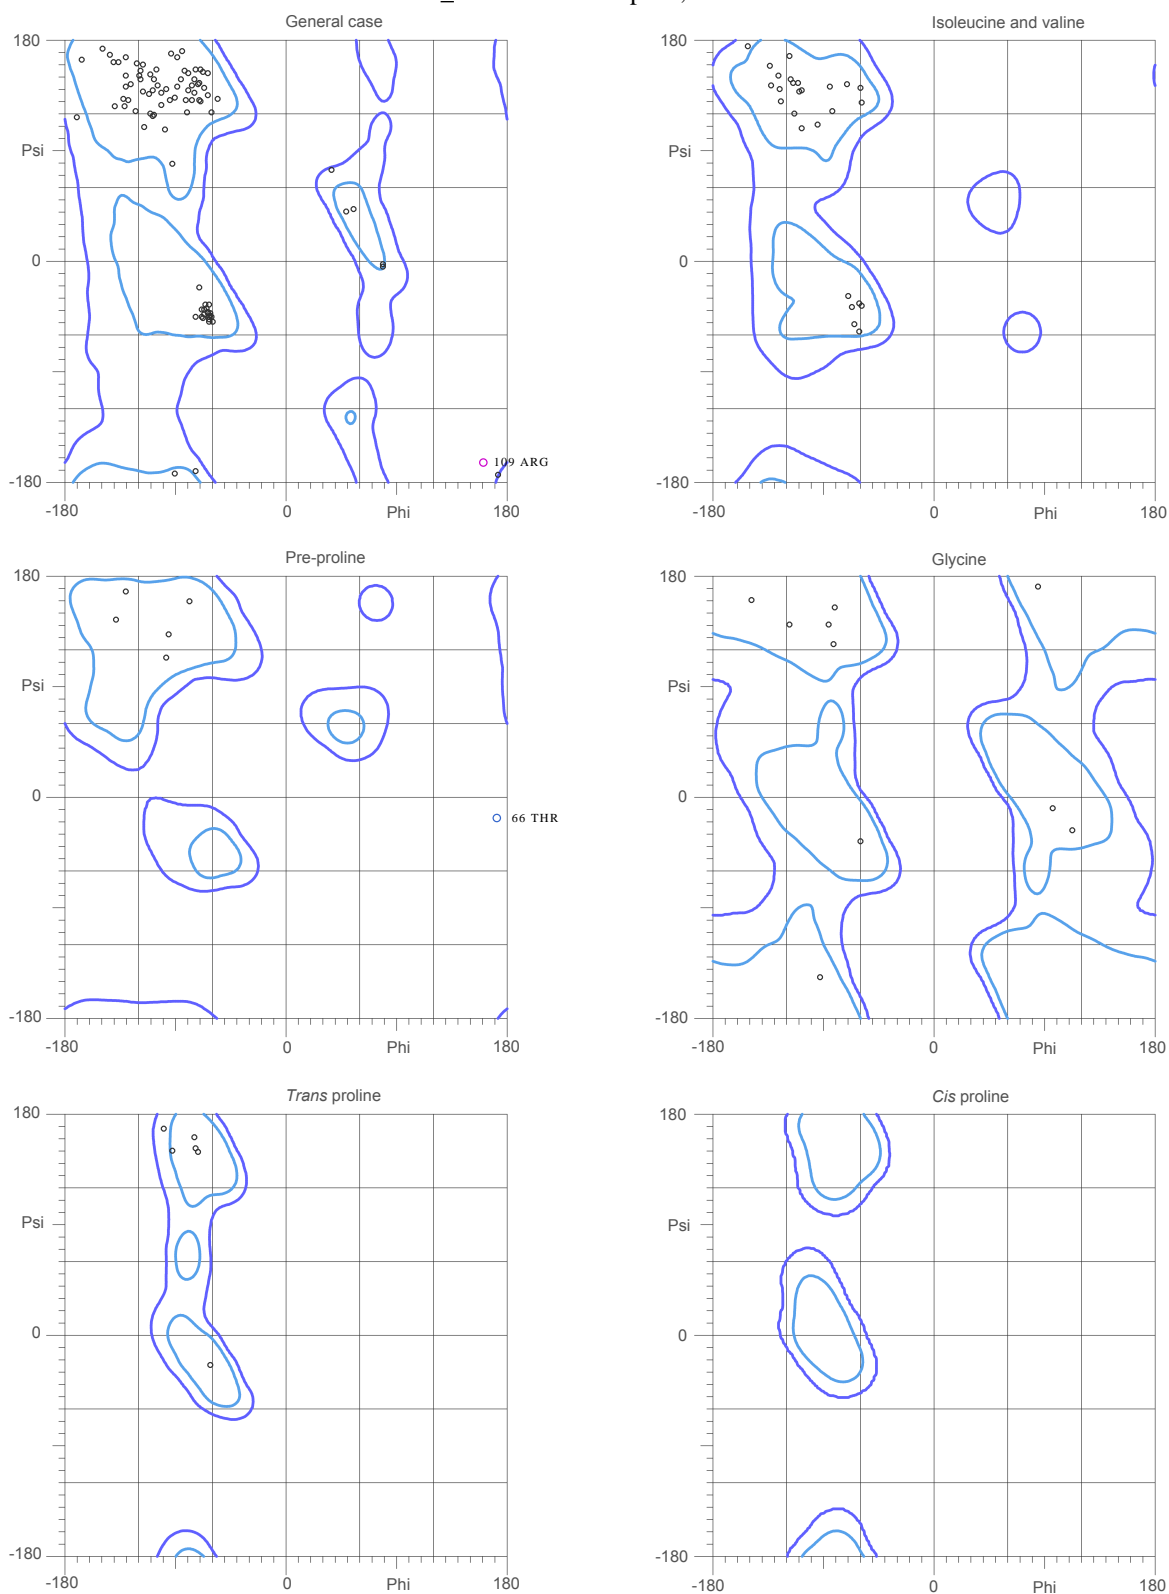 General case
Isoleucine and valine
180
180
Psi
Psi
0
0
109 ARG
-180
-180
-180
0
Phi
180
-180
0
Phi
180
Pre-proline
Glycine
180
180
Psi
Psi
0
0
66 THR
-180
-180
-180
0
Phi
180
-180
0
Phi
180
Trans proline
Cis proline
180
180
Psi
Psi
0
0
-180
-180
-180
0
Phi
180
-180
0
Phi
180